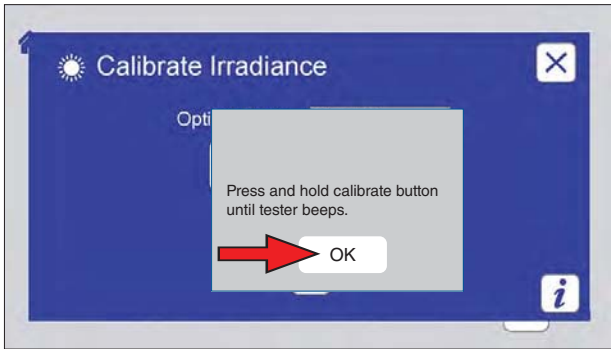 Calibrate Irradiance
Opti
Press and hold calibrate button
until tester beeps.
OK
i